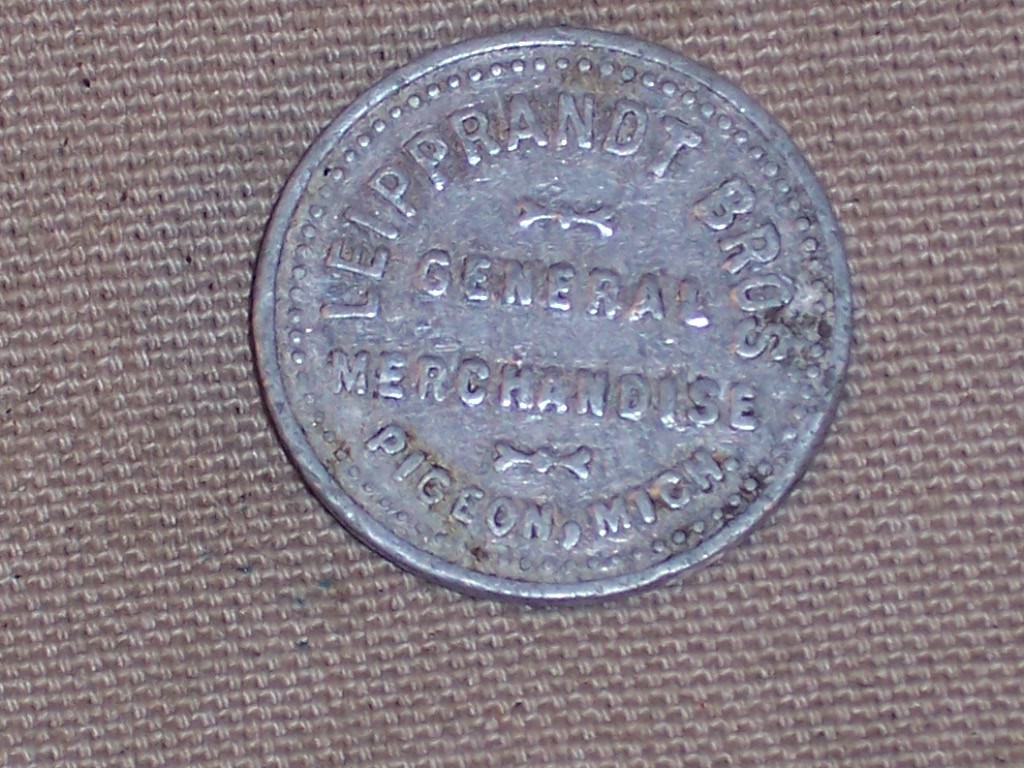 LEIPPRANDT BROS
GENERAL
MERCHANDISE
PIGEON, MICH.